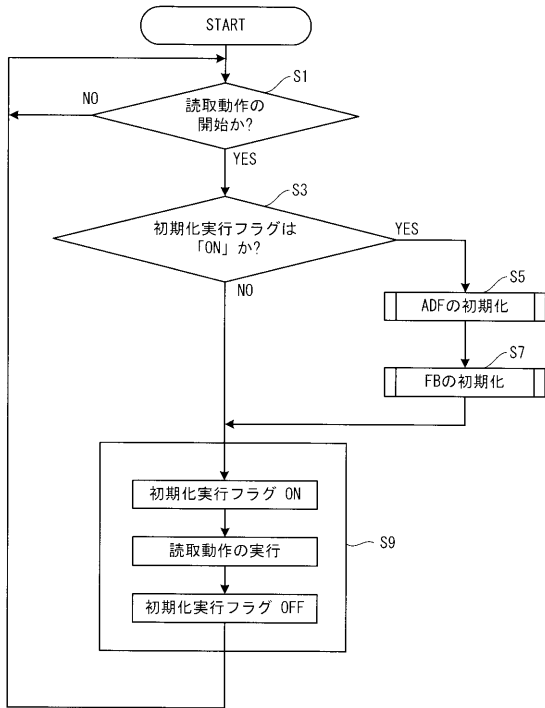 START
S1
NO
読取動作の
開始か?
YES
S3
初期化実行フラグは
「ON」か?
YES
NO
S5
ADFの初期化
S7
FBの初期化
初期化実行フラグ ON
読取動作の実行
S9
初期化実行フラグ OFF